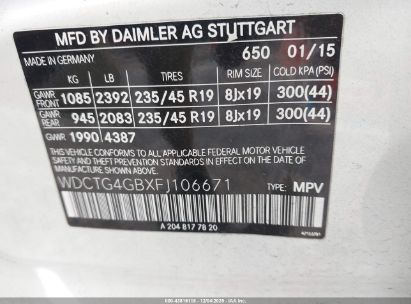 MFD BY DAIMLER AG STUTTGART
MADE IN GERMANY 650 01/15
KG LB TIRES RIM SIZE COLD KPA (PSI)
GAWR FRONT 1085 2392 235/45 R19 8Jx19 300(44)
GAWR REAR 945 2083 235/45 R19 8Jx19 300(44)
GVWR 1990 4387
THIS VEHICLE CONFORMS TO ALL APPLICABLE FEDERAL MOTOR VEHICLE
SAFETY STANDARDS IN EFFECT ON THE DATE OF MANUFACTURE SHOWN ABOVE.
WDCTG4GBXFJ106671 TYPE: MPV
A 204 817 78 20